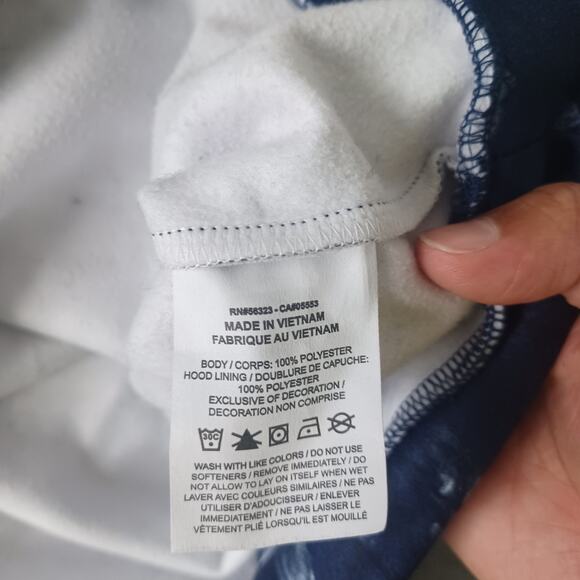 RN#56323 - CA#05553
MADE IN VIETNAM
FABRIQUE AU VIETNAM
BODY / CORPS: 100% POLYESTER
HOOD LINING / DOUBLURE DE CAPUCHE:
100% POLYESTER
EXCLUSIVE OF DECORATION /
DECORATION NON COMPRISE
30C
WASH WITH LIKE COLORS / DO NOT USE
SOFTENERS / REMOVE IMMEDIATELY / DO
NOT ALLOW TO LAY ON ITSELF WHEN WET
LAVER AVEC COULEURS SIMILAIRES / NE PAS
UTILISER D'ADOUCISSEUR / ENLEVER
IMMEDIATEMENT / NE PAS LAISSER LE
VÊTEMENT PLIÉ LORSQU'IL EST MOUILLÉ